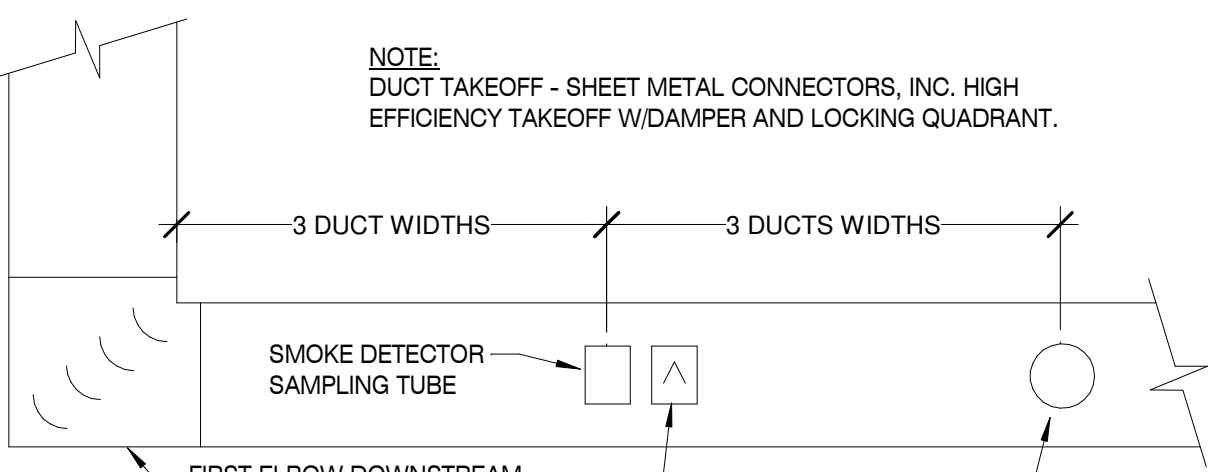 NOTE:
DUCT TAKEOFF - SHEET METAL CONNECTORS, INC. HIGH
EFFICIENCY TAKEOFF W/DAMPER AND LOCKING QUADRANT.
3 DUCT WIDTHS
3 DUCTS WIDTHS
SMOKE DETECTOR
SAMPLING TUBE
FIRST ELBOW DOWNSTREAM